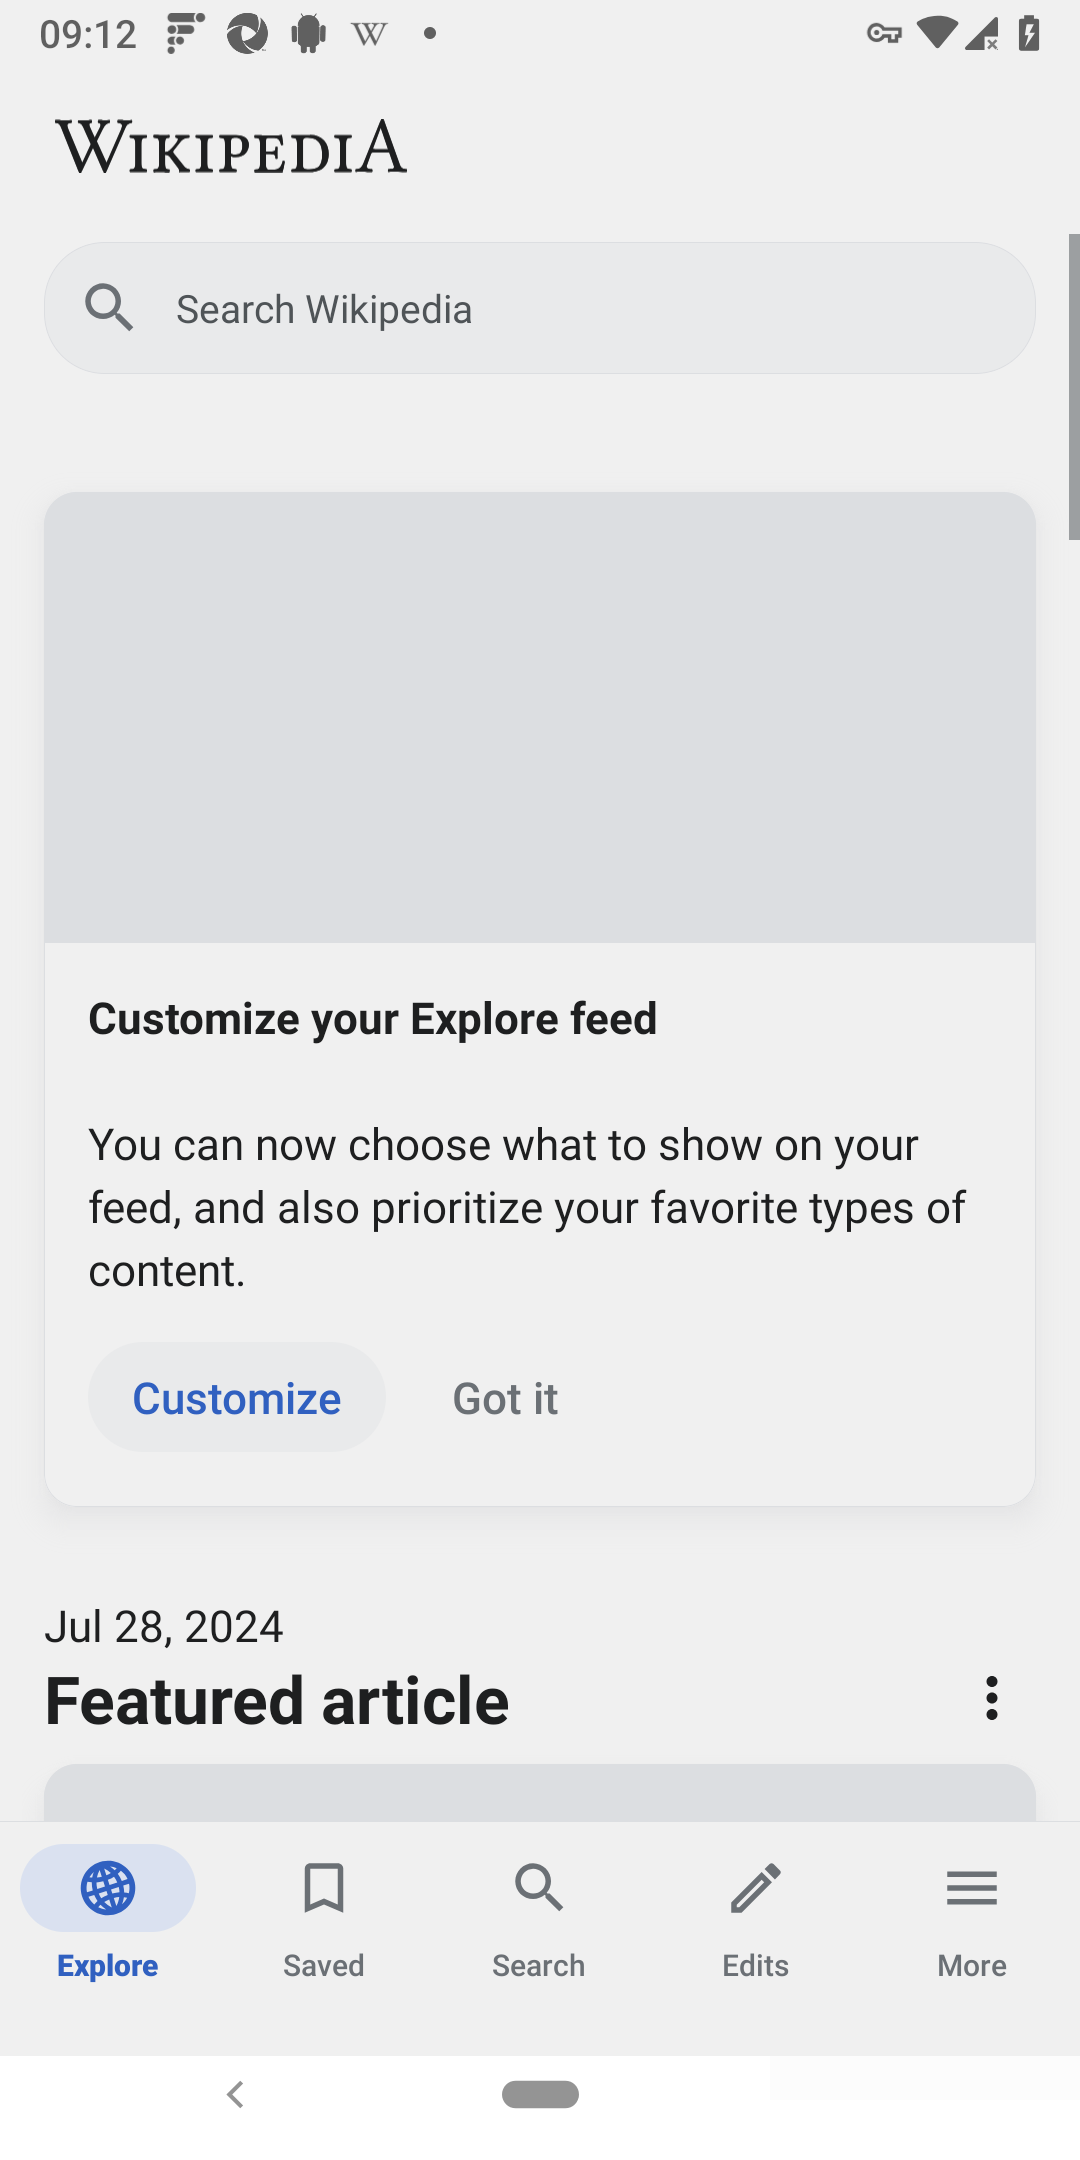 09:12
WIKIPEDIA
Search Wikipedia
Customize your Explore feed
You can now choose what to show on your
feed, and also prioritize your favorite types of
content.
Customize Got it
Jul 28, 2024
Featured article
Explore Saved Search Edits More